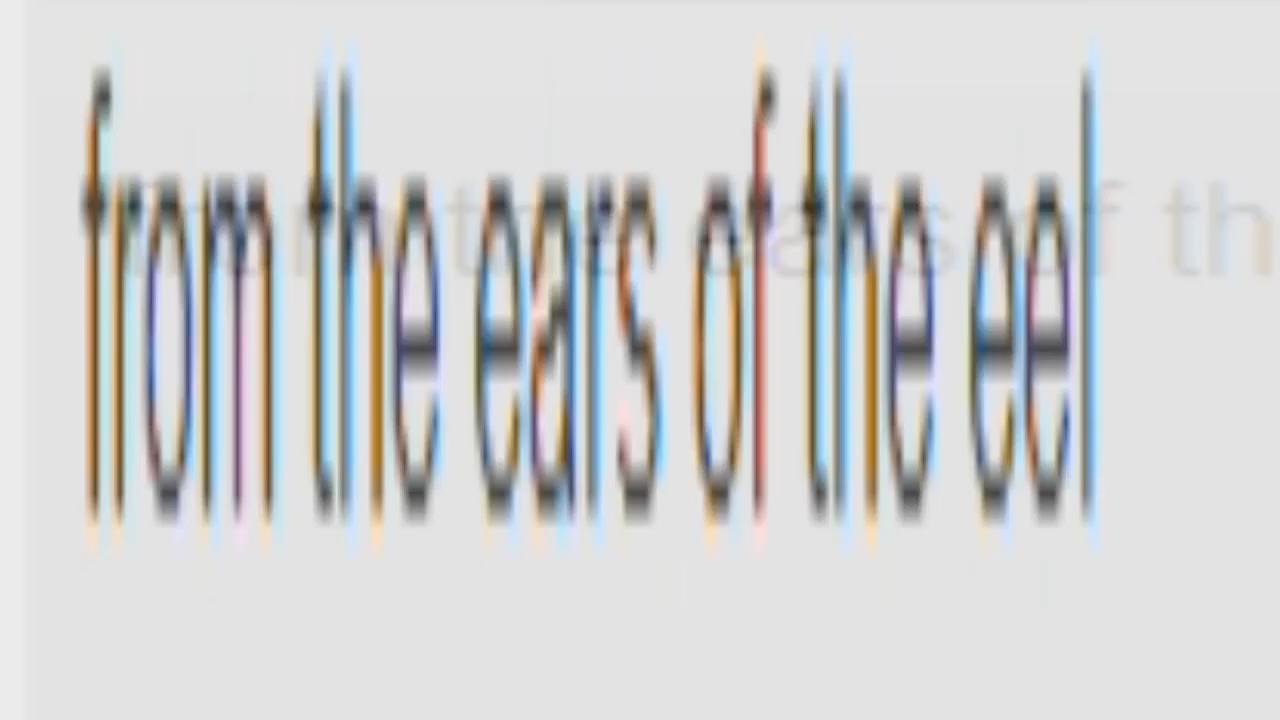 from the ears of the eel